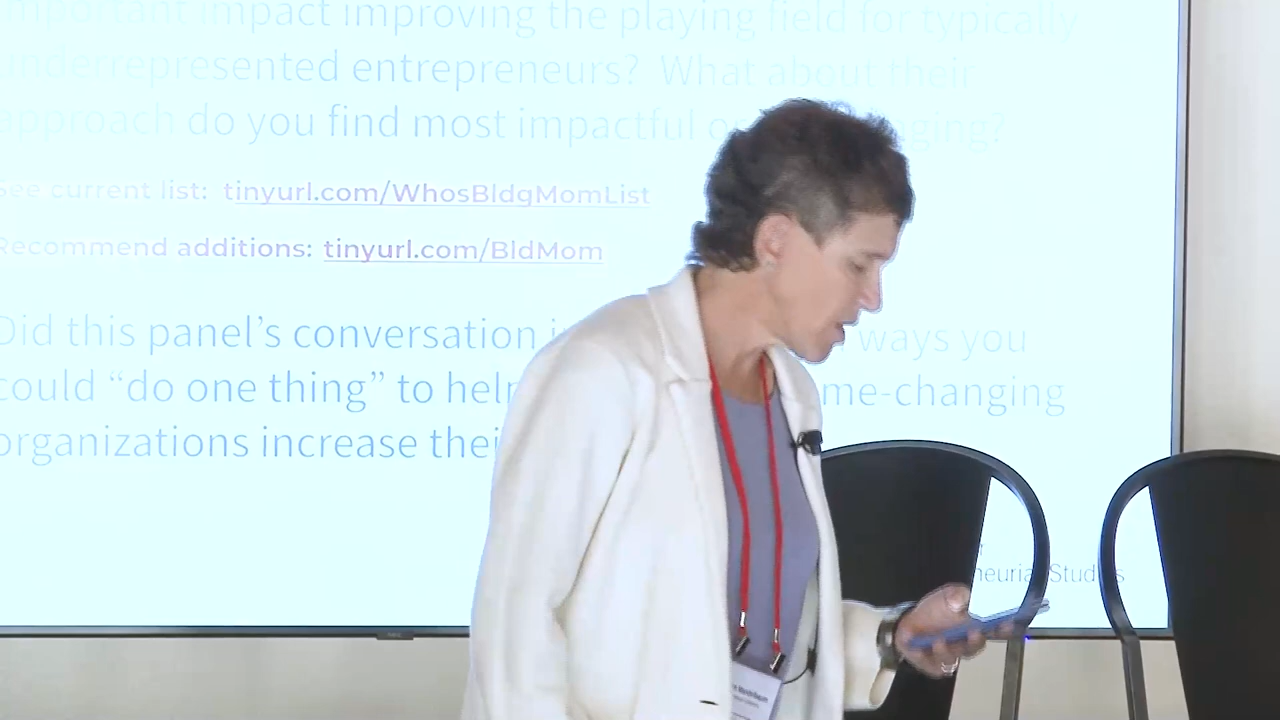 important impact improving the playing field for typically
underrepresented entrepreneurs? What about their
approach do you find most impactful
See current list: tinyurl.com/WhosBldgMomList
Recommend additions: tinyurl.com/BldMom
Did this panel’s conversation ways you
could “do one thing” to help me-changing
organizations increase their